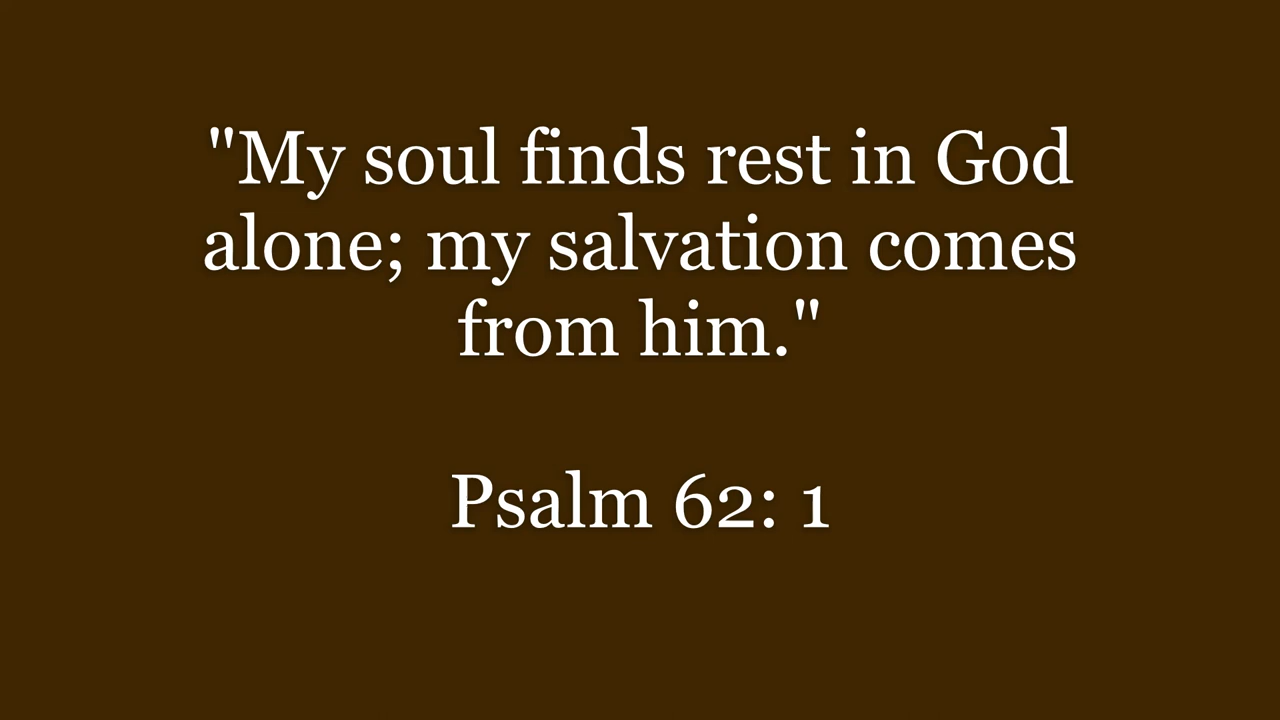 "My soul finds rest in God
alone; my salvation comes
from him."
Psalm 62: 1